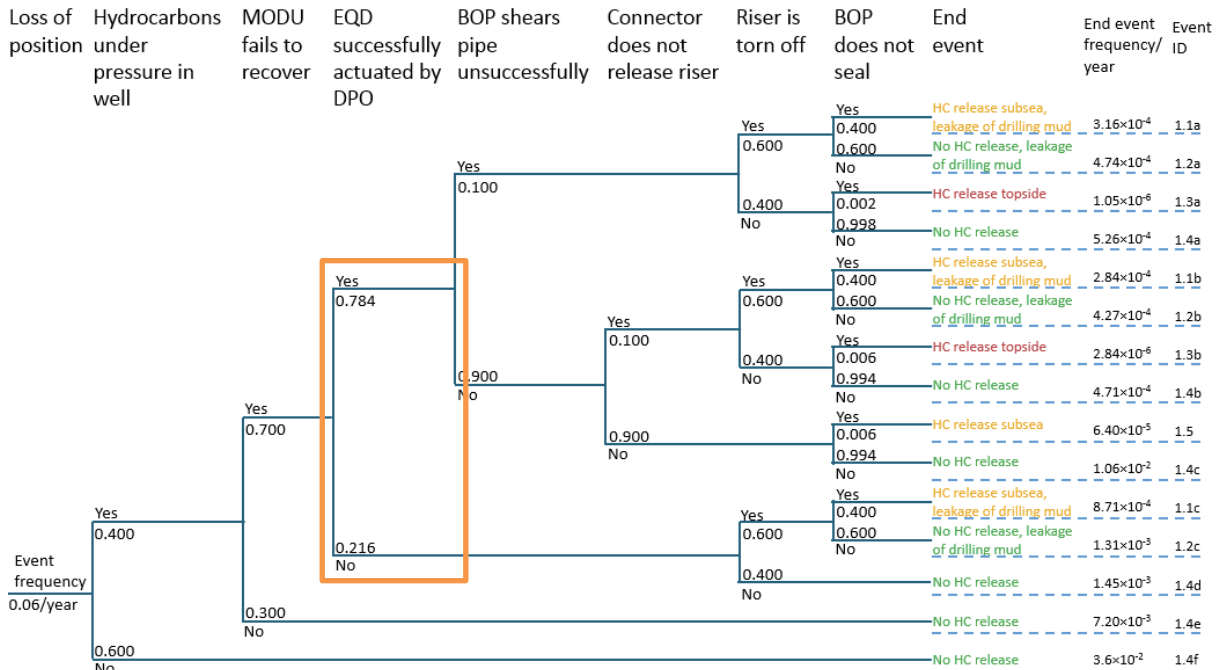 Loss of
position
Hydrocarbons
under
pressure in
well
MODU
fails to
recover
EQD
successfully
actuated by
DPO
BOP shears
pipe
unsuccessfully
Connector
does not
release riser
Riser is
torn off
BOP
does not
seal
End
event
End event
frequency/
year
Event
ID
Yes
0.400
0.600
No
Yes
0.600
0.400
No
Yes
0.002
0.998
No
Yes
0.100
HC release subsea,
leakage of drilling mud
3.16×10-4
1.1a
No HC release, leakage
of drilling mud
4.74×10-4
1.2a
HC release topside
1.05×10-6
1.3a
No HC release
5.26×10-4
1.4a
Yes
0.784
Yes
0.400
0.600
No
Yes
0.600
0.400
No
Yes
0.006
0.994
No
Yes
0.100
0.900
No
HC release subsea,
leakage of drilling mud
2.84×10-4
1.1b
No HC release, leakage
of drilling mud
4.27×10-4
1.2b
HC release topside
2.84×10-6
1.3b
No HC release
4.71×10-4
1.4b
Yes
0.700
Yes
0.006
0.994
No
0.900
No
HC release subsea
6.40×10-5
1.5
No HC release
1.06×10-2
1.4c
Yes
0.400
Yes
0.400
0.600
No
Yes
0.600
0.400
No
0.216
No
HC release subsea,
leakage of drilling mud
8.71×10-4
1.1c
No HC release, leakage
of drilling mud
1.31×10-3
1.2c
No HC release
1.45×10-3
1.4d
Event
frequency
0.06/year
0.300
No
No HC release
7.20×10-3
1.4e
0.600
No
No HC release
3.6×10-2
1.4f